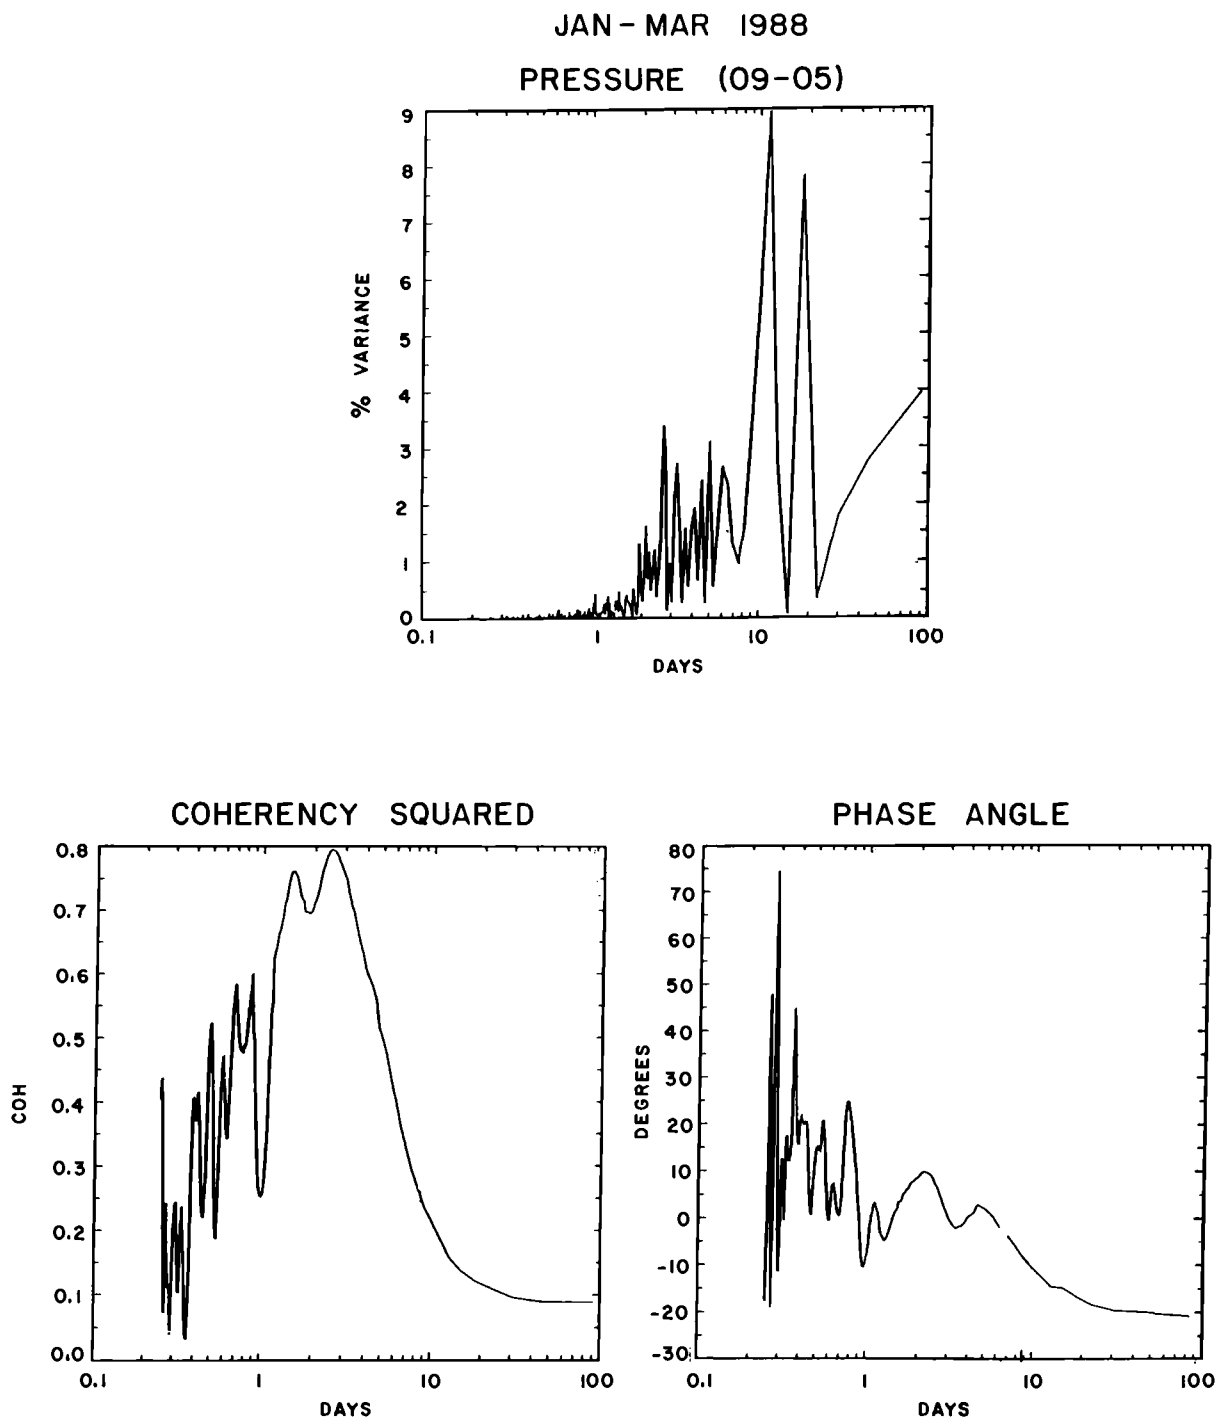 JAN-MAR 1988
PRESSURE (09-05)
9
8
7
6
5
4
3
2
1
0
% VARIANCE
0.1 1 10 100
DAYS
COHERENCY SQUARED
0.8
0.7
0.6
0.5
0.4
0.3
0.2
0.1
0.0
COH
0.1 1 10 100
DAYS
PHASE ANGLE
80
70
60
50
40
30
20
10
0
-10
-20
-30
DEGREES
0.1 1 10 100
DAYS